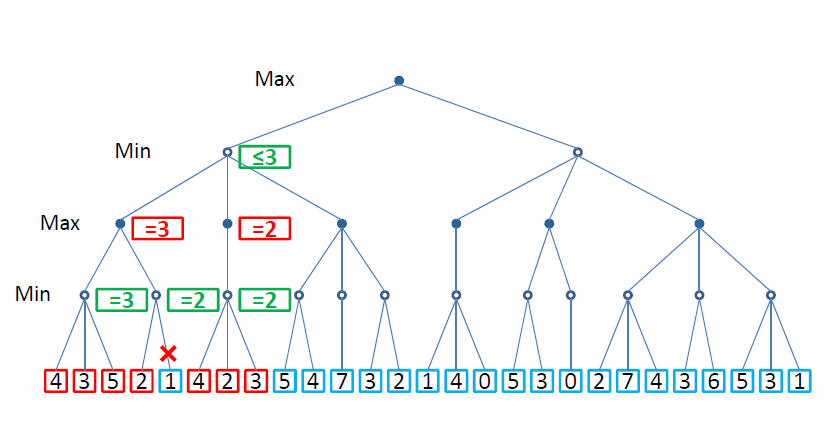 Max
Min ≤3
Max =3 =2
Min =3 =2 =2
4 3 5 2 1 4 2 3 5 4 7 3 2 1 4 0 5 3 0 2 7 4 3 6 5 3 1